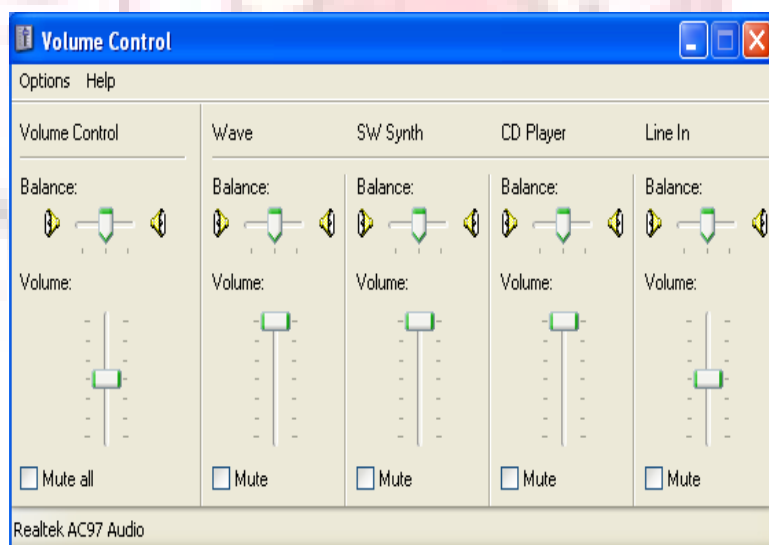 Volume Control
Options Help
Volume Control Wave SW Synth CD Player Line In
Balance: Balance: Balance: Balance: Balance:
Volume: Volume: Volume: Volume: Volume:
Mute all Mute Mute Mute Mute
Realtek AC97 Audio